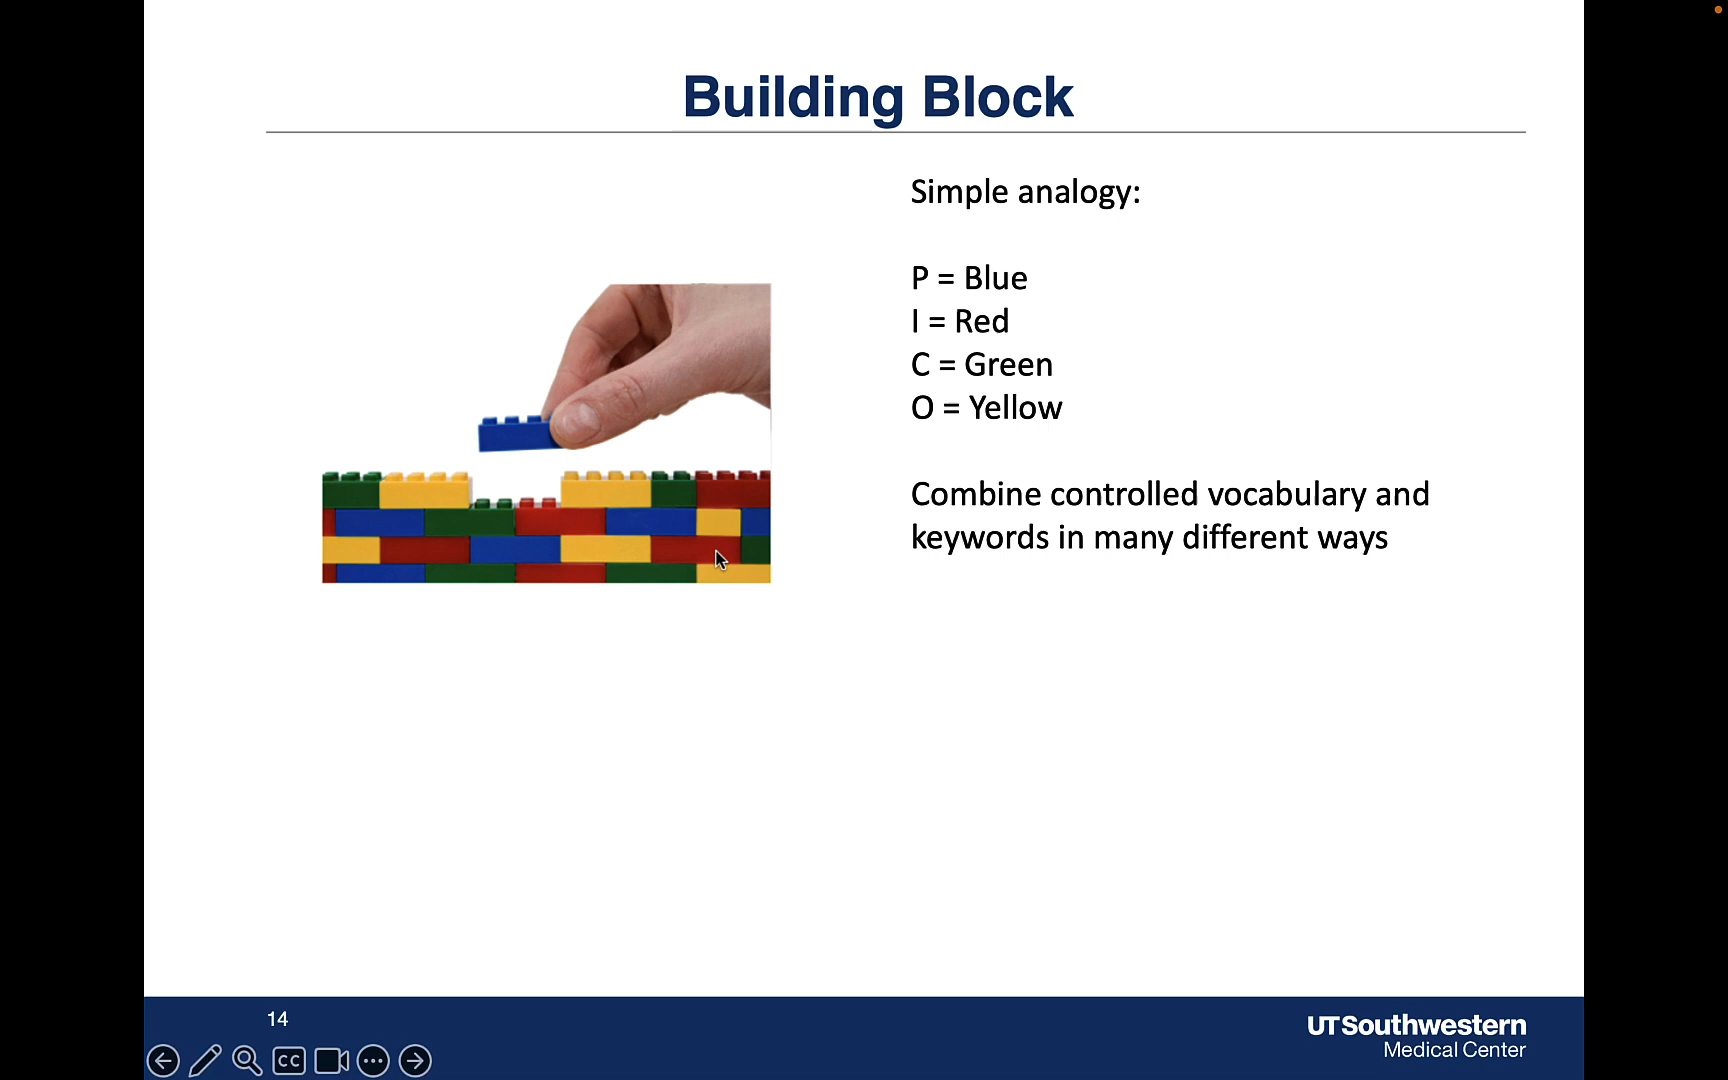 Building Block
Simple analogy:
P = Blue
I = Red
C = Green
O = Yellow
Combine controlled vocabulary and
keywords in many different ways
14
UTSouthwestern
Medical Center
CC